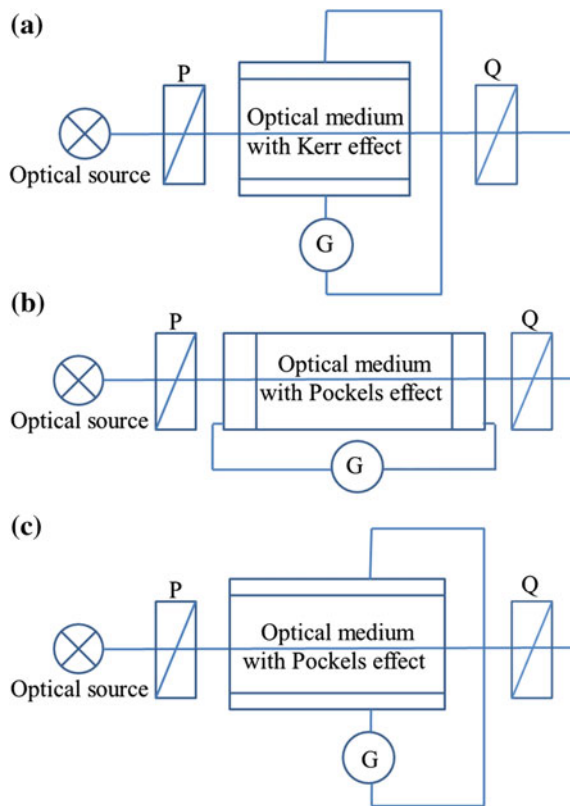 (a)
P
Q
Optical medium
with Kerr effect
Optical source
G
(b)
P
Q
Optical medium
with Pockels effect
Optical source
G
(c)
P
Q
Optical medium
with Pockels effect
Optical source
G